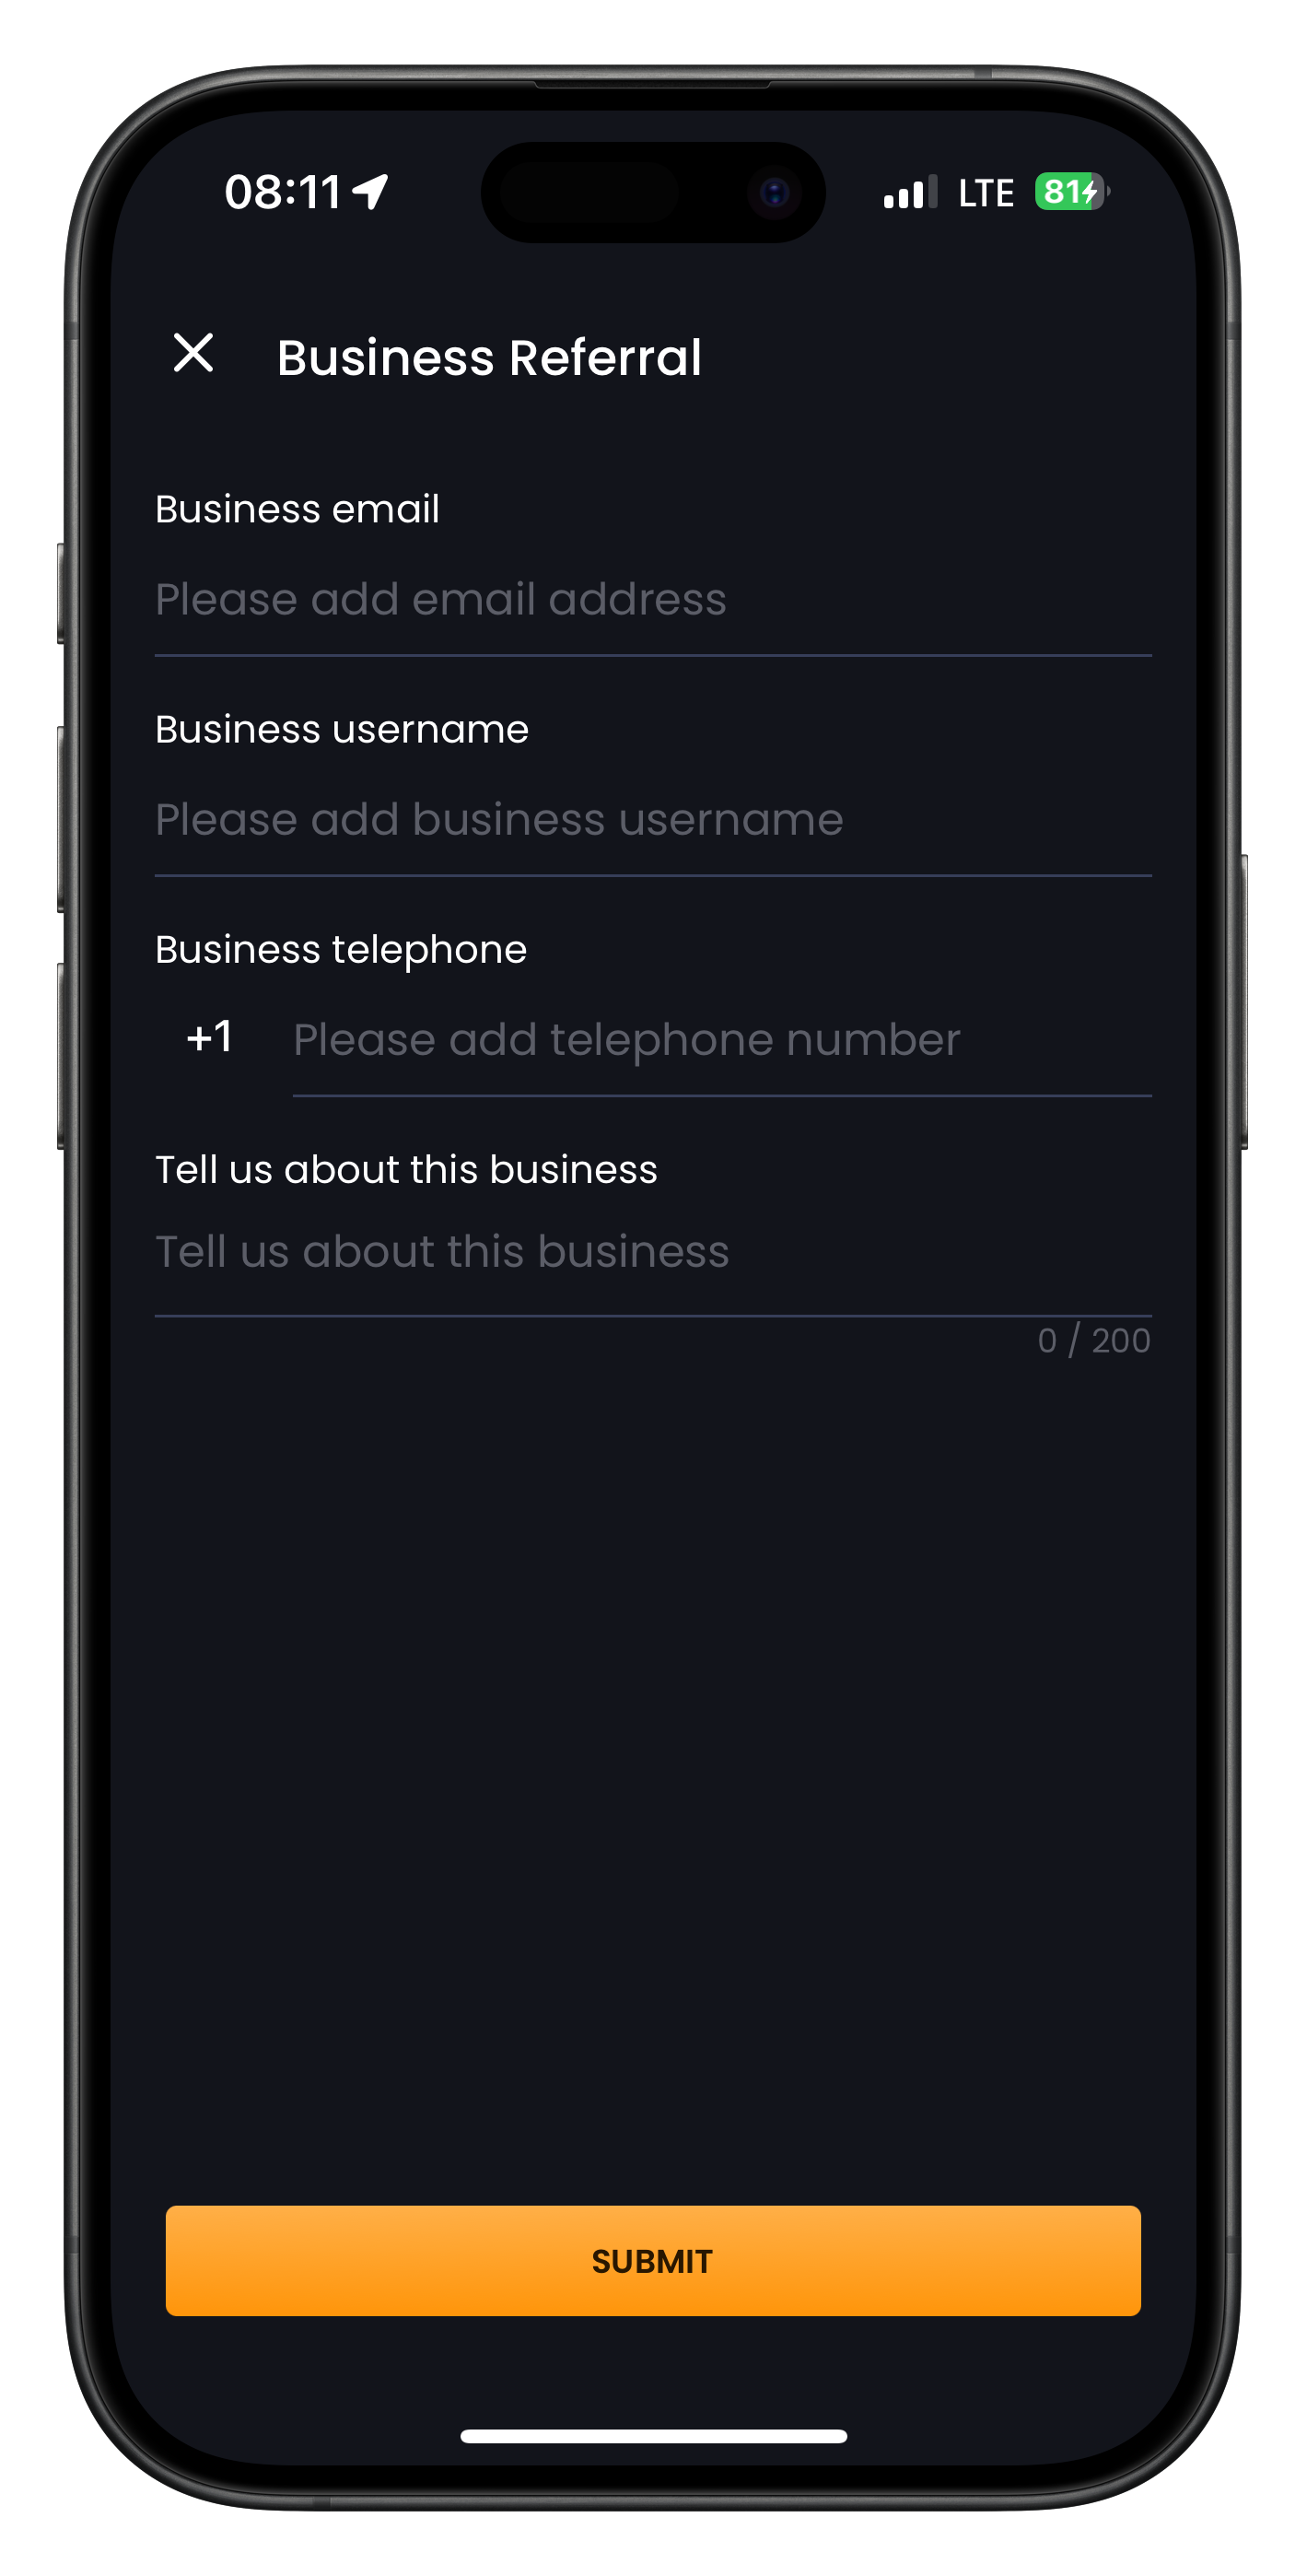 08:11 LTE 81
Business Referral
Business email
Please add email address
Business username
Please add business username
Business telephone
+1 Please add telephone number
Tell us about this business
Tell us about this business
0 / 200
SUBMIT